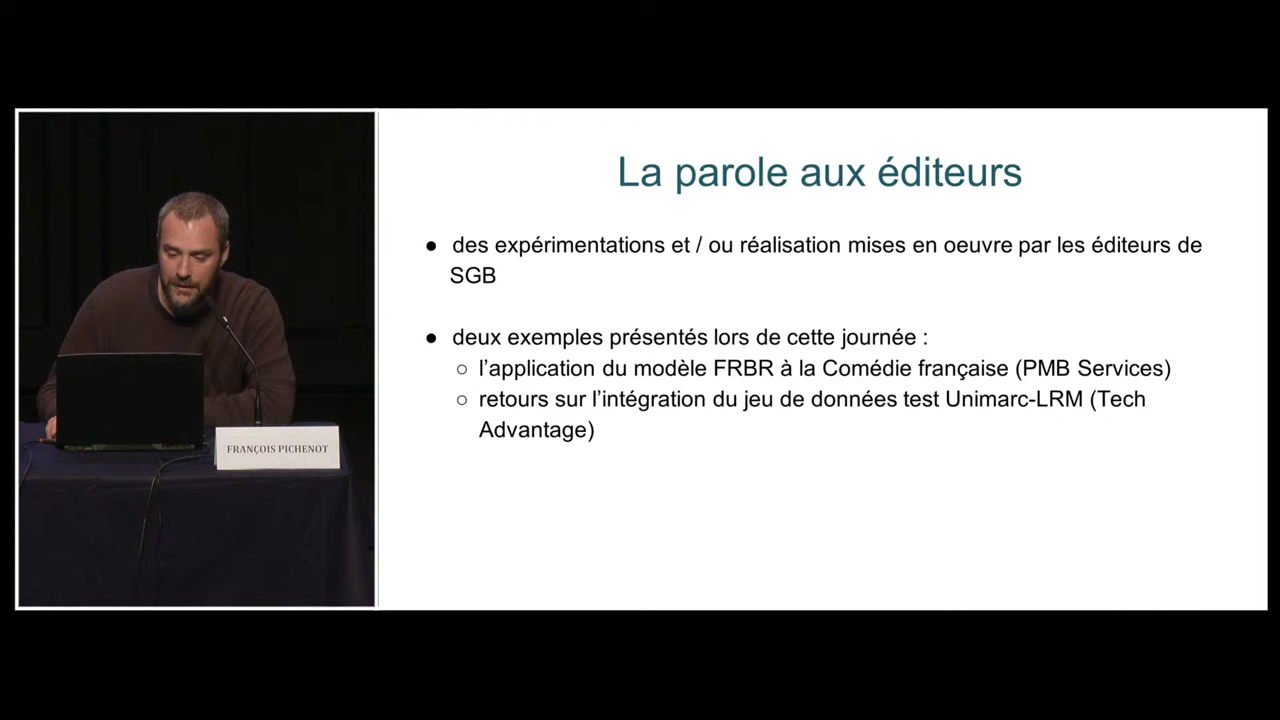 La parole aux éditeurs
● des expérimentations et / ou réalisation mises en oeuvre par les éditeurs de
SGB
● deux exemples présentés lors de cette journée :
○ l’application du modèle FRBR à la Comédie française (PMB Services)
○ retours sur l’intégration du jeu de données test Unimarc-LRM (Tech
Advantage)
FRANÇOIS PICHENOT